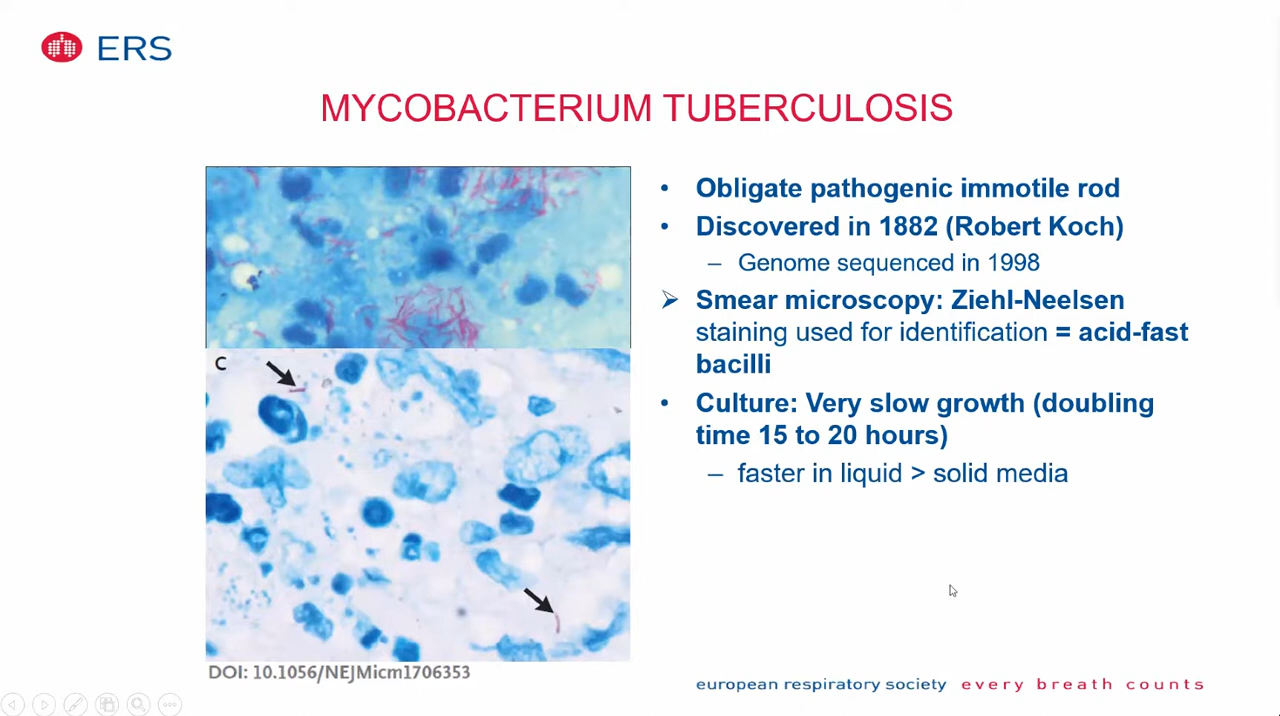 ERS
MYCOBACTERIUM TUBERCULOSIS
• Obligate pathogenic immotile rod
• Discovered in 1882 (Robert Koch)
– Genome sequenced in 1998
➢ Smear microscopy: Ziehl-Neelsen
staining used for identification = acid-fast
bacilli
• Culture: Very slow growth (doubling
time 15 to 20 hours)
– faster in liquid > solid media
C
DOI: 10.1056/NEJMicm1706353
european respiratory society every breath counts